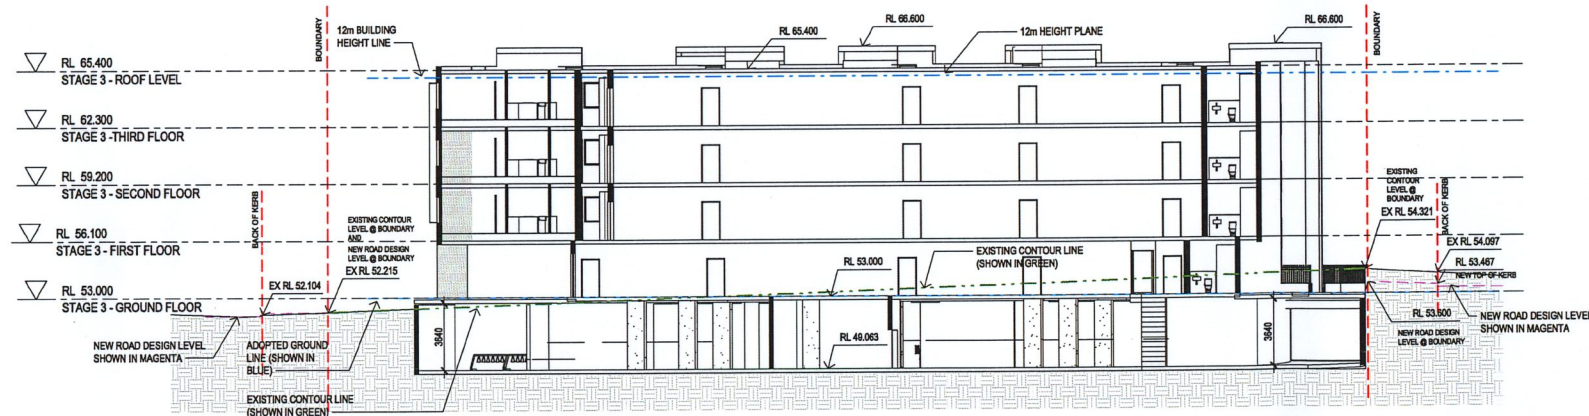 BOUNDARY
12m BUILDING
HEIGHT LINE
RL 65.400
RL 66.600
12m HEIGHT PLANE
RL 66.600
BOUNDARY
RL 65.400
STAGE 3 - ROOF LEVEL
RL 62.300
STAGE 3 -THIRD FLOOR
RL 59.200
STAGE 3 - SECOND FLOOR
RL 56.100
STAGE 3 - FIRST FLOOR
RL 53.000
STAGE 3 - GROUND FLOOR
BACK OF KERB
EXISTING CONTOUR
LEVEL @ BOUNDARY
AND
NEW ROAD DESIGN
LEVEL @ BOUNDARY
EX RL 52.215
EX RL 52.104
RL 53.000
EXISTING CONTOUR LINE
(SHOWN IN GREEN)
EXISTING
CONTOUR
LEVEL @
BOUNDARY
EX RL 54.321
BACK OF KERB
EX RL 54.097
RL 53.467
NEW TOP OF KERB
NEW ROAD DESIGN LEVEL
SHOWN IN MAGENTA
ADOPTED GROUND
LINE (SHOWN IN
BLUE)
EXISTING CONTOUR LINE
(SHOWN IN GREEN)
3640
RL 49.063
3640
RL 53.600
NEW ROAD DESIGN
LEVEL @ BOUNDARY
NEW ROAD DESIGN LEVEL
SHOWN IN MAGENTA